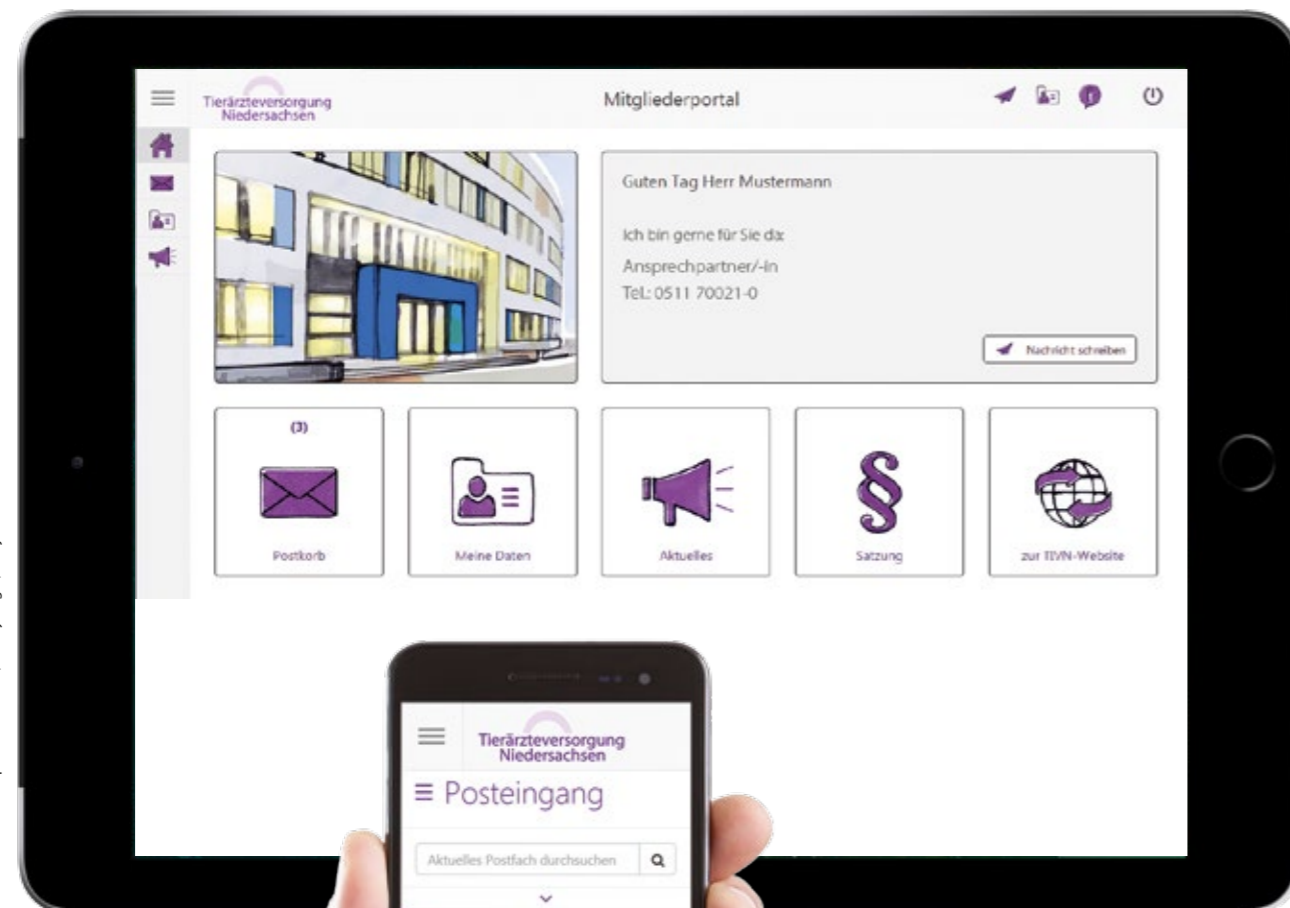 Tierärzteversorgung
Niedersachsen
Mitgliederportal
Guten Tag Herr Mustermann
Ich bin gerne für Sie da:
Ansprechpartner/-in
Tel.: 0511 70021-0
Nachricht schreiben
(3)
Postkorb
Meine Daten
Aktuelles
§
Satzung
zur TIVN-Website
Tierärzteversorgung
Niedersachsen
Posteingang
Aktuelles Postfach durchsuchen